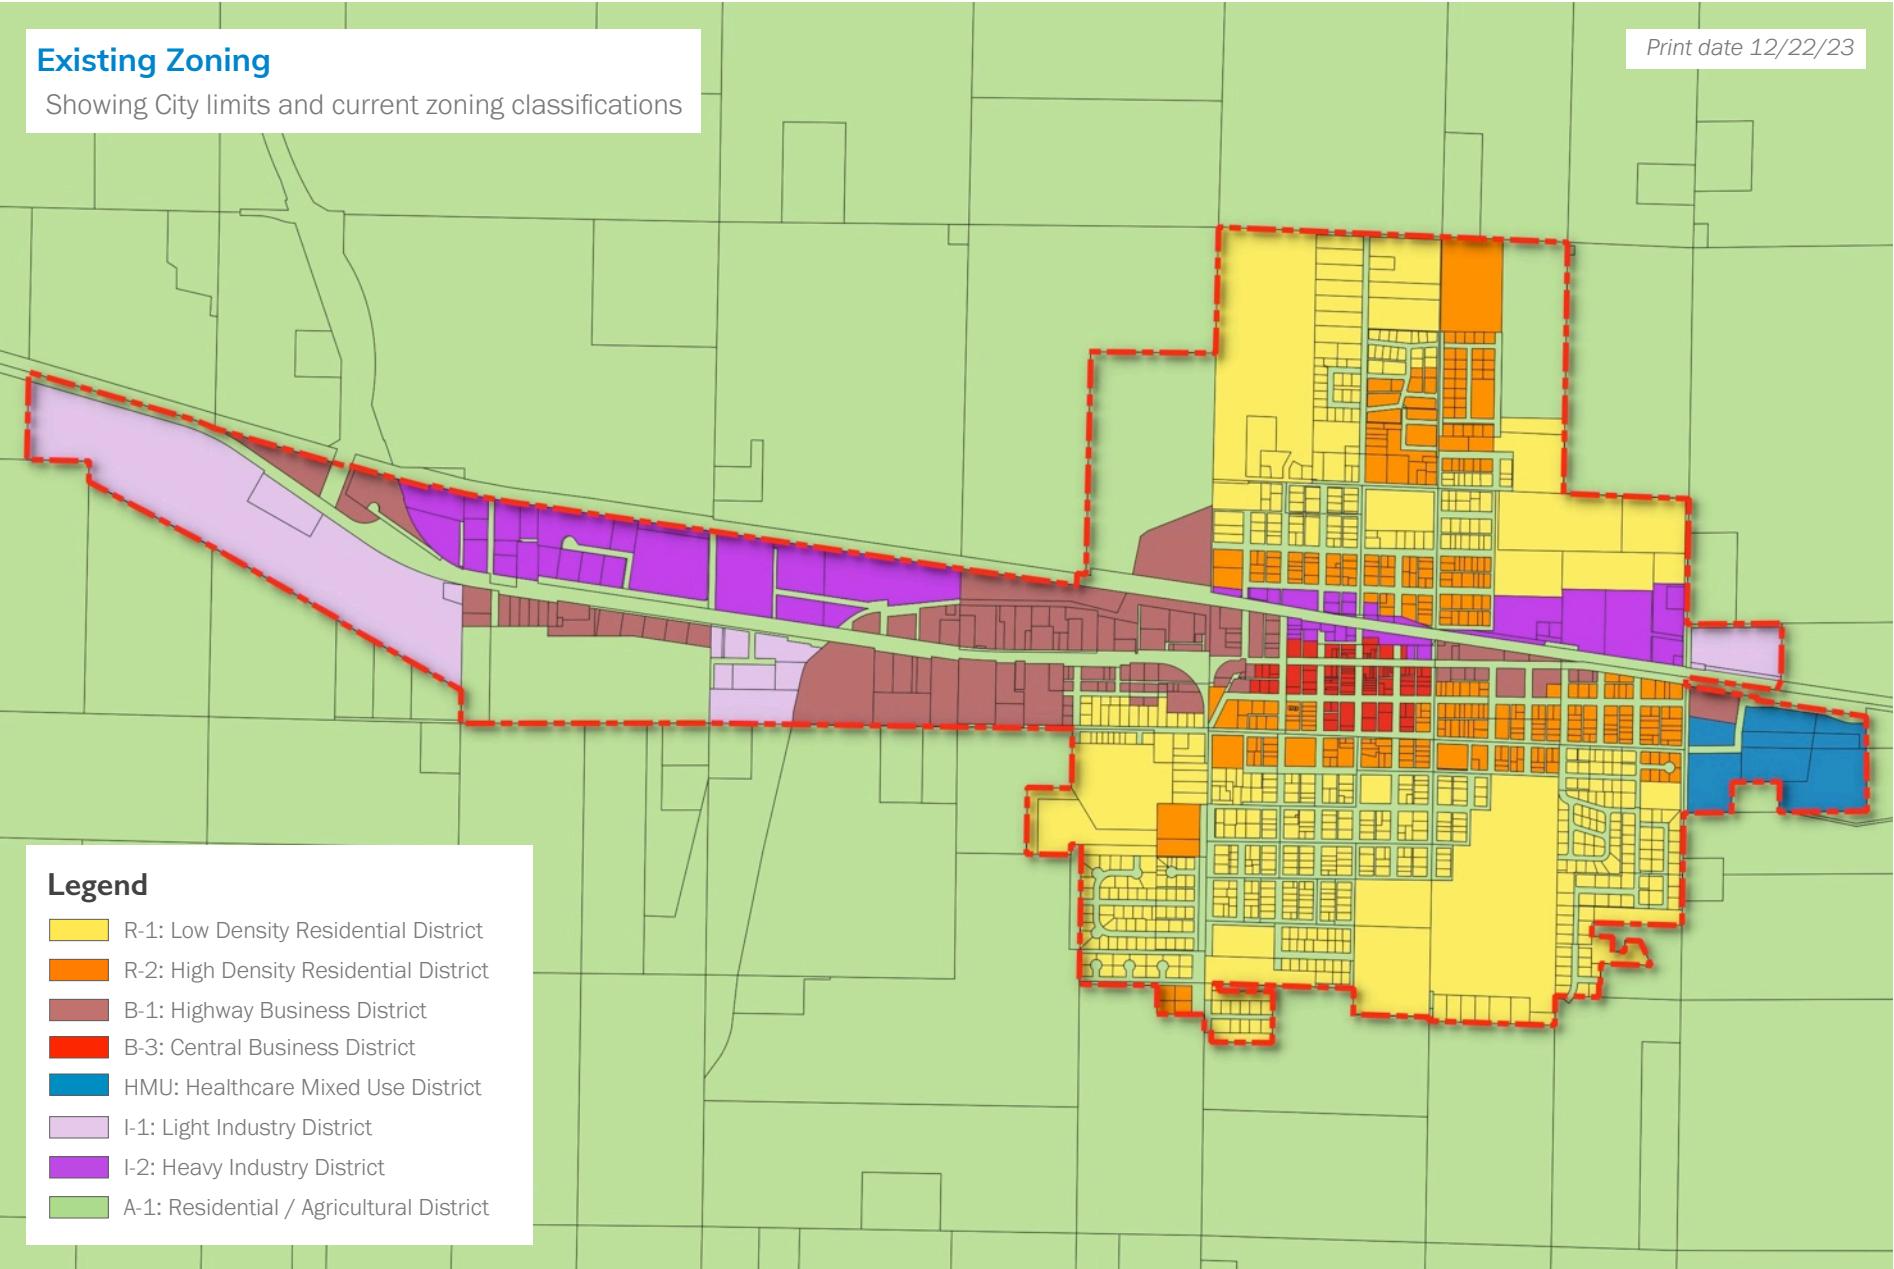 Existing Zoning
Showing City limits and current zoning classifications
Print date 12/22/23
Legend
R-1: Low Density Residential District
R-2: High Density Residential District
B-1: Highway Business District
B-3: Central Business District
HMU: Healthcare Mixed Use District
I-1: Light Industry District
I-2: Heavy Industry District
A-1: Residential / Agricultural District